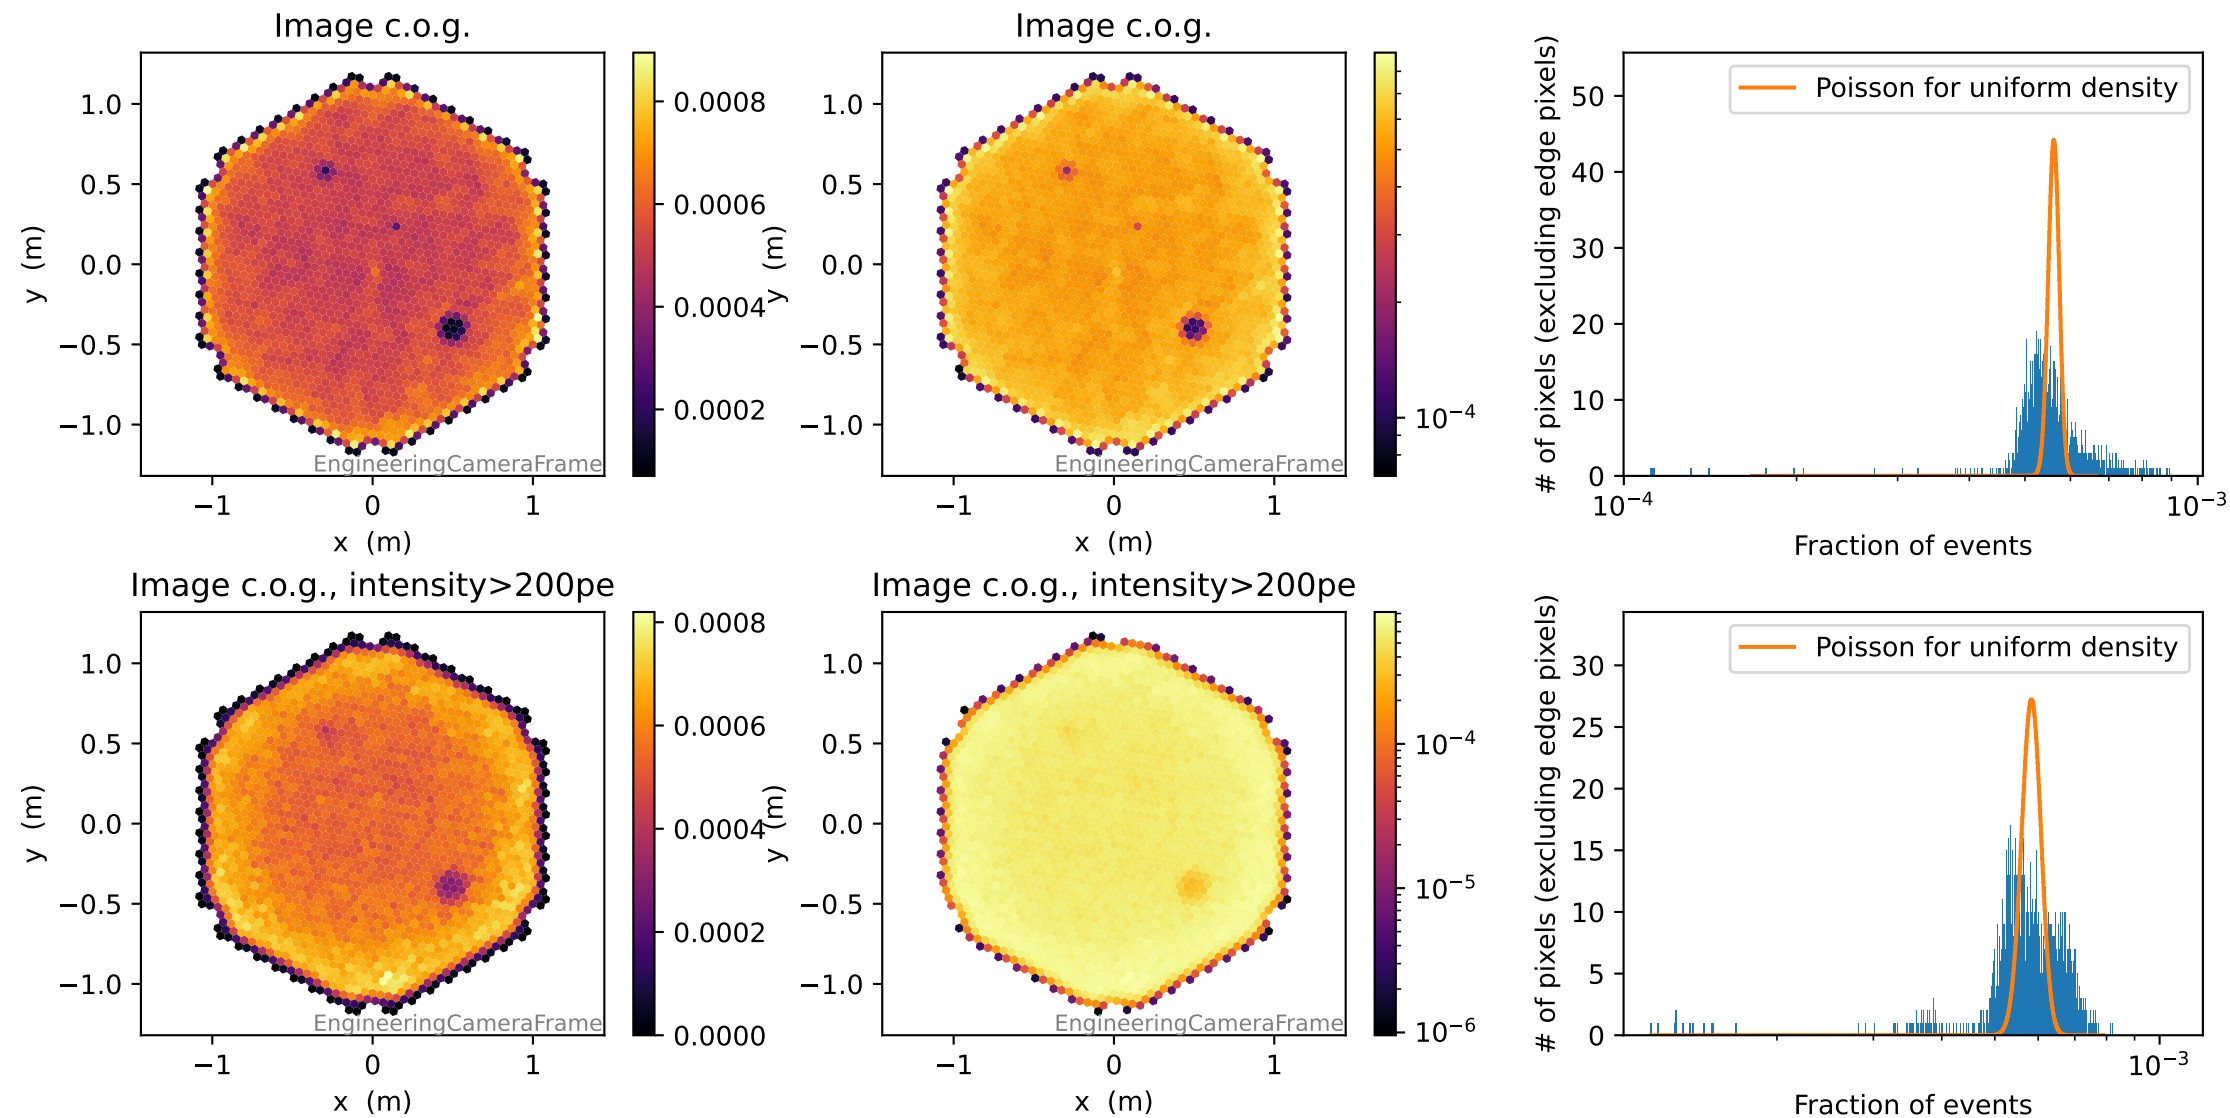 Image c.o.g.
1.0
0.5
0.0
−0.5
−1.0
y (m)
−1
0
1
x (m)
EngineeringCameraFrame
0.0008
0.0006
0.0004
0.0002
Image c.o.g.
y (m)
−1
0
1
x (m)
1.0
0.5
0.0
−0.5
−1.0
EngineeringCameraFrame
10⁻⁴
# of pixels (excluding edge pixels)
50
40
30
20
10
0
Poisson for uniform density
10⁻⁴
10⁻³
Fraction of events
Image c.o.g., intensity>200pe
1.0
0.5
0.0
−0.5
−1.0
y (m)
−1
0
1
x (m)
EngineeringCameraFrame
0.0008
0.0006
0.0004
0.0002
0.0000
Image c.o.g., intensity>200pe
y (m)
1.0
0.5
0.0
−0.5
−1.0
−1
0
1
x (m)
EngineeringCameraFrame
10⁻⁴
10⁻⁵
10⁻⁶
# of pixels (excluding edge pixels)
30
25
20
15
10
5
0
Poisson for uniform density
10⁻³
Fraction of events